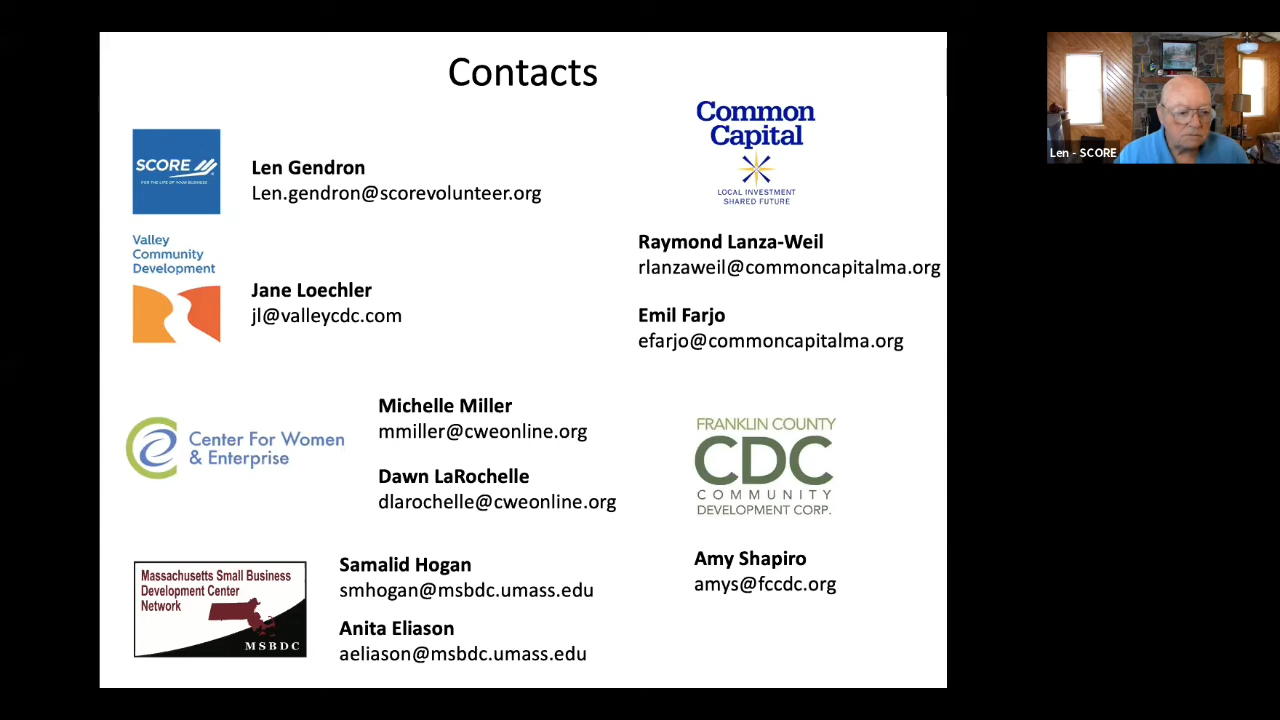 Contacts
SCORE
FOR THE LIFE OF YOUR BUSINESS
Len Gendron
Len.gendron@scorevolunteer.org
Common
Capital
LOCAL INVESTMENT
SHARED FUTURE
Len - SCORE
Valley
Community
Development
Jane Loechler
jl@valleycdc.com
Raymond Lanza-Weil
rlanzaweil@commoncapitalma.org
Emil Farjo
efarjo@commoncapitalma.org
Center For Women
& Enterprise
Michelle Miller
mmiller@cweonline.org
Dawn LaRochelle
dlarochelle@cweonline.org
FRANKLIN COUNTY
CDC
COMMUNITY
DEVELOPMENT CORP.
Amy Shapiro
amys@fccdc.org
Massachusetts Small Business
Development Center
Network
MSBDC
Samalid Hogan
smhogan@msbdc.umass.edu
Anita Eliason
aeliason@msbdc.umass.edu